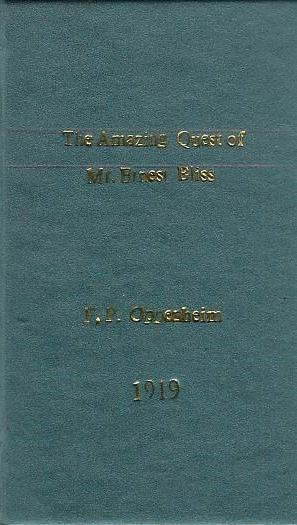 The Amazing Quest of
Mr. Ernest Bliss
E. P. Oppenheim
1919